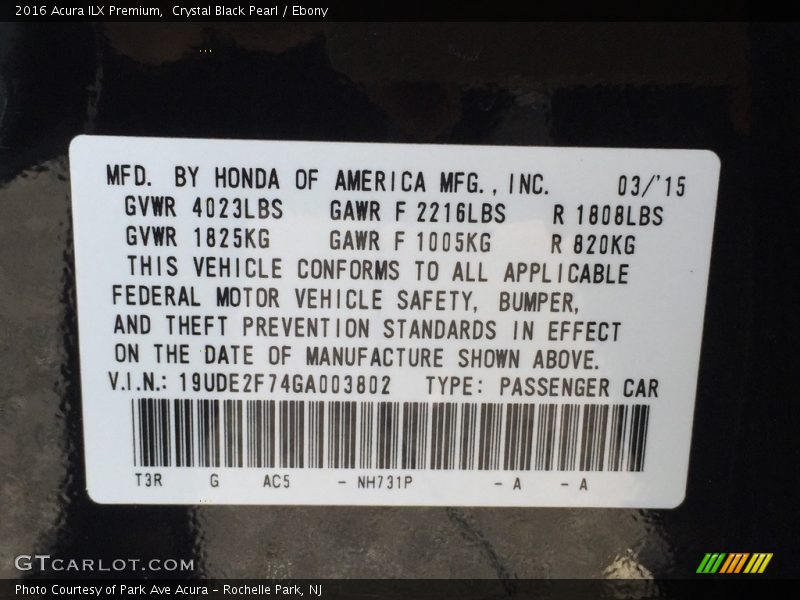 2016 Acura ILX Premium,  Crystal Black Pearl / Ebony
MFD. BY HONDA OF AMERICA MFG., INC. 03/'15
GVWR 4023LBS GAWR F 2216LBS R 1808LBS
GVWR 1825KG GAWR F 1005KG R 820KG
THIS VEHICLE CONFORMS TO ALL APPLICABLE
FEDERAL MOTOR VEHICLE SAFETY, BUMPER,
AND THEFT PREVENTION STANDARDS IN EFFECT
ON THE DATE OF MANUFACTURE SHOWN ABOVE.
V.I.N.: 19UDE2F74GA003802 TYPE: PASSENGER CAR
T3R G AC5 - NH731P - A - A
GTCARLOT.COM
Photo Courtesy of Park Ave Acura - Rochelle Park, NJ